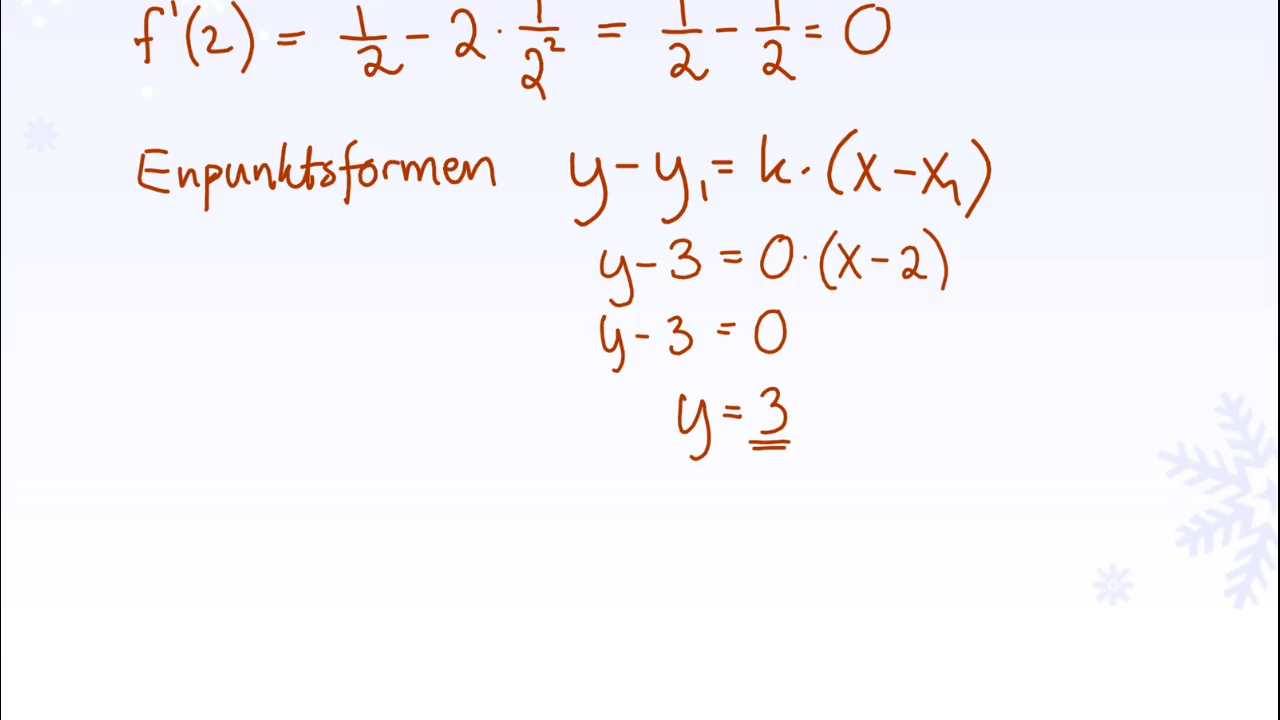 f'(2) = 1/2 - 2 · 1/2² = 1/2 - 1/2 = 0
Enpunktsformen y - y₁ = k · (x - x₁)
y - 3 = 0 · (x - 2)
y - 3 = 0
y = 3